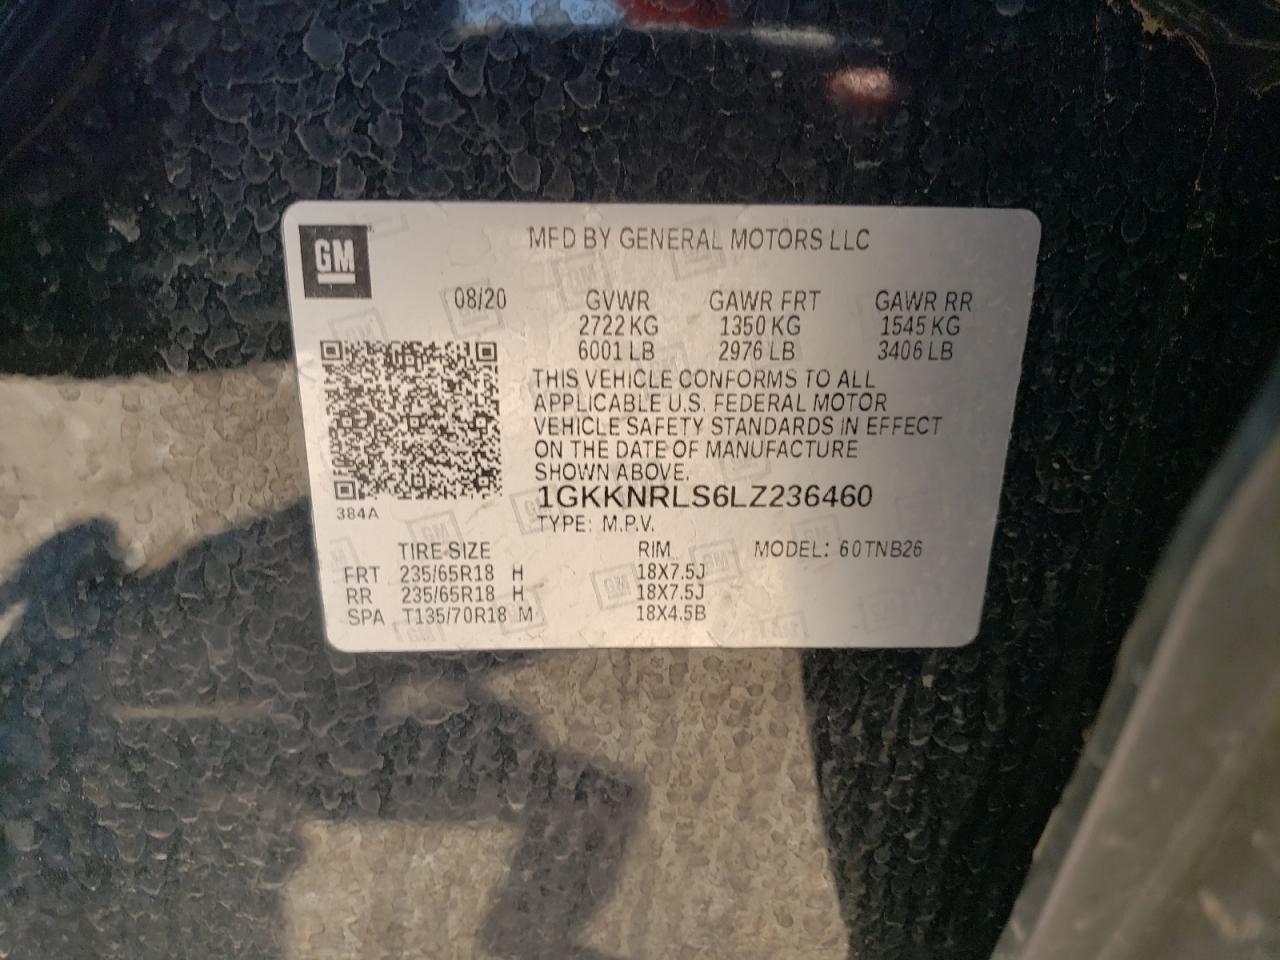 GM
MFD BY GENERAL MOTORS LLC
08/20 GVWR GAWR FRT GAWR RR
2722 KG 1350 KG 1545 KG
6001 LB 2976 LB 3406 LB
THIS VEHICLE CONFORMS TO ALL
APPLICABLE U.S. FEDERAL MOTOR
VEHICLE SAFETY STANDARDS IN EFFECT
ON THE DATE OF MANUFACTURE
SHOWN ABOVE.
1GKKNRLS6LZ236460
384A
TYPE: M.P.V.
TIRE SIZE RIM MODEL: 60TNB26
FRT 235/65R18 H 18X7.5J
RR 235/65R18 H 18X7.5J
SPA T135/70R18 M 18X4.5B